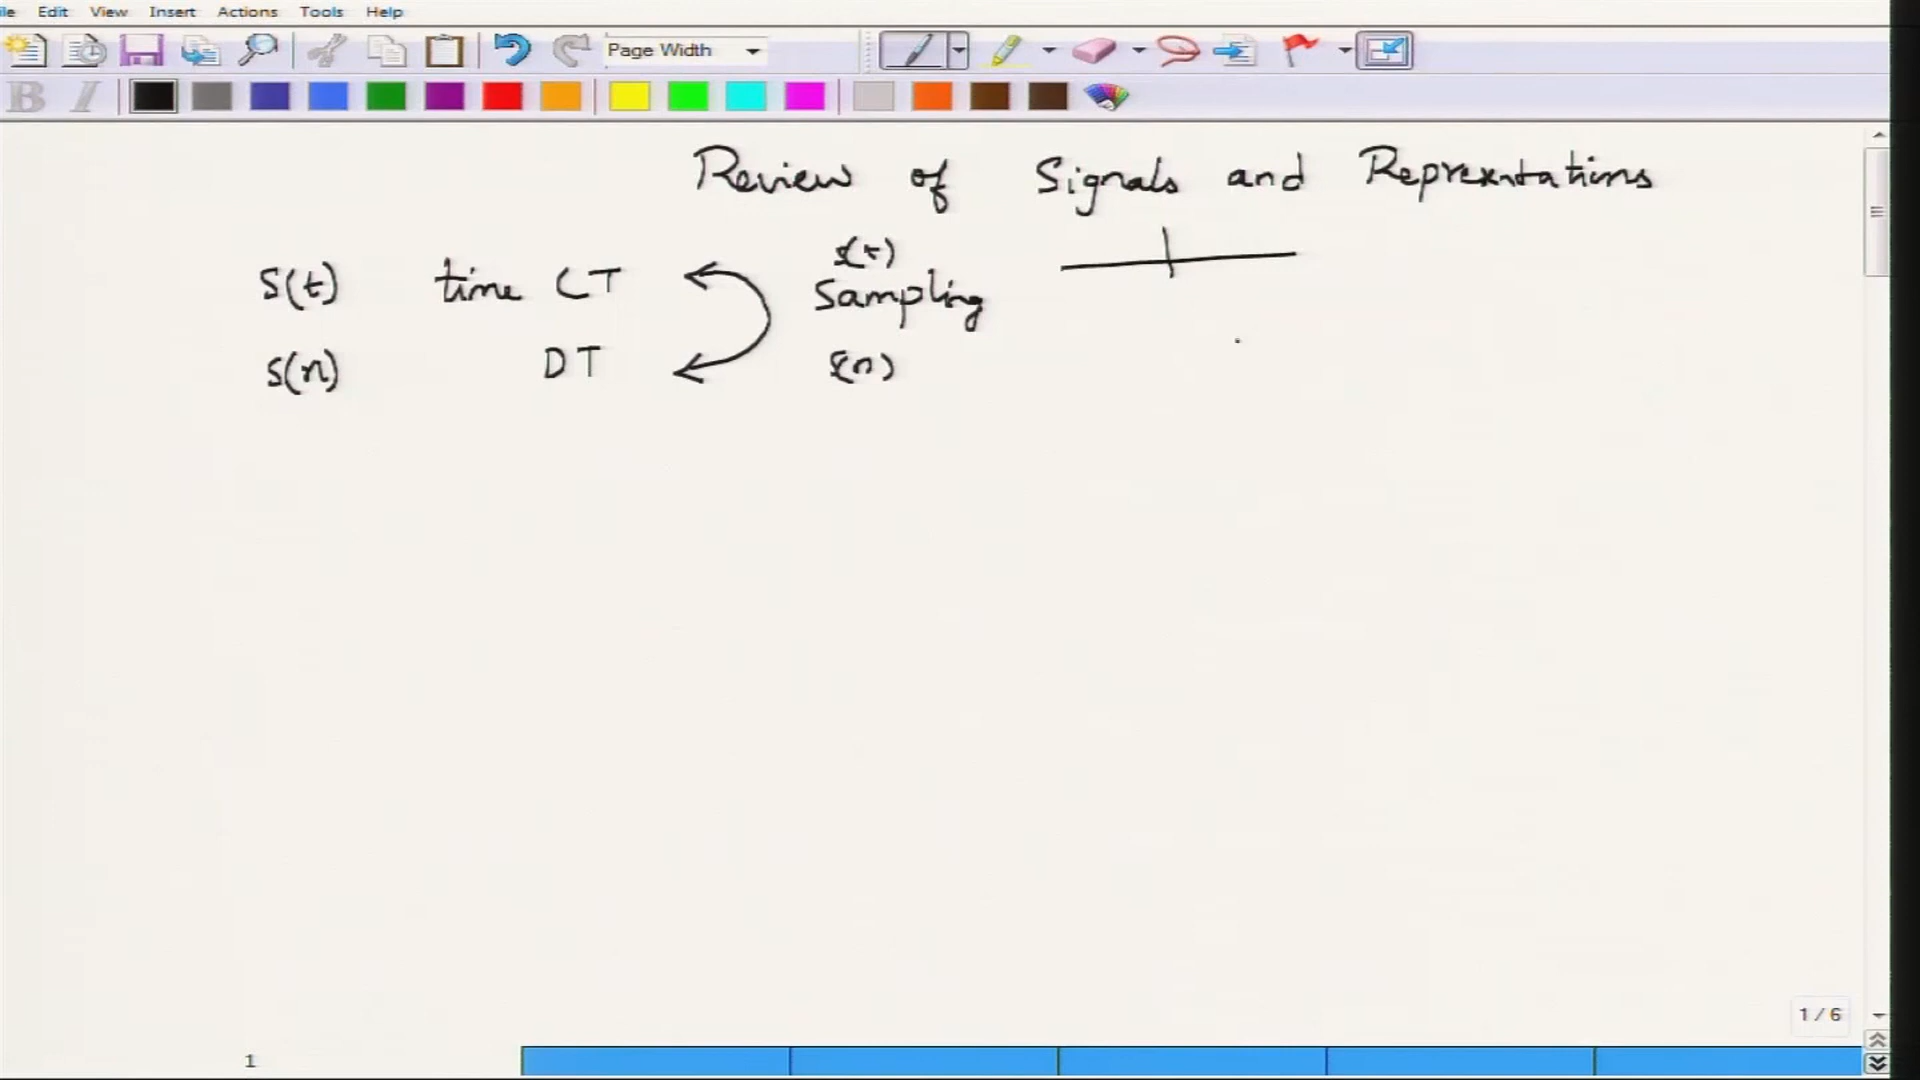 ile Edit View Insert Actions Tools Help
Page Width
B I
Review of Signals and Representations
s(t) time CT s(t)
Sampling
s(n) DT s(n)
1 / 6
1